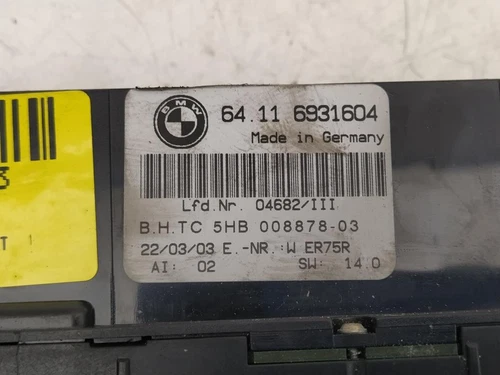 BMW
64.11 6931604
Made in Germany
Lfd.Nr. 04682/III
B.H.TC 5HB 008878-03
22/03/03 E.-NR.:W ER75R
AI: 02 SW: 14.0
3
T